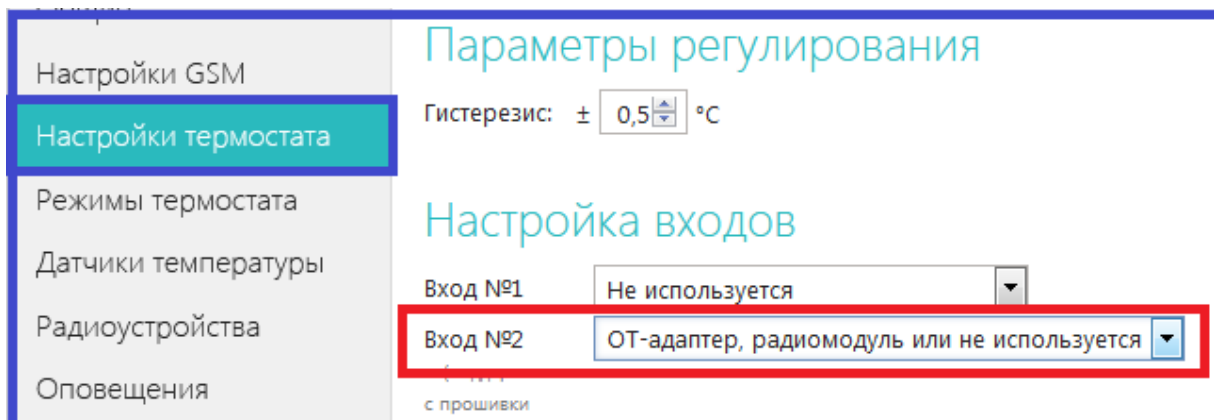 Настройки GSM
Настройки термостата
Режимы термостата
Датчики температуры
Радиоустройства
Оповещения
Параметры регулирования
Гистерезис: ± 0,5 °C
Настройка входов
Вход №1 Не используется
Вход №2 ОТ-адаптер, радиомодуль или не используется
с прошивки